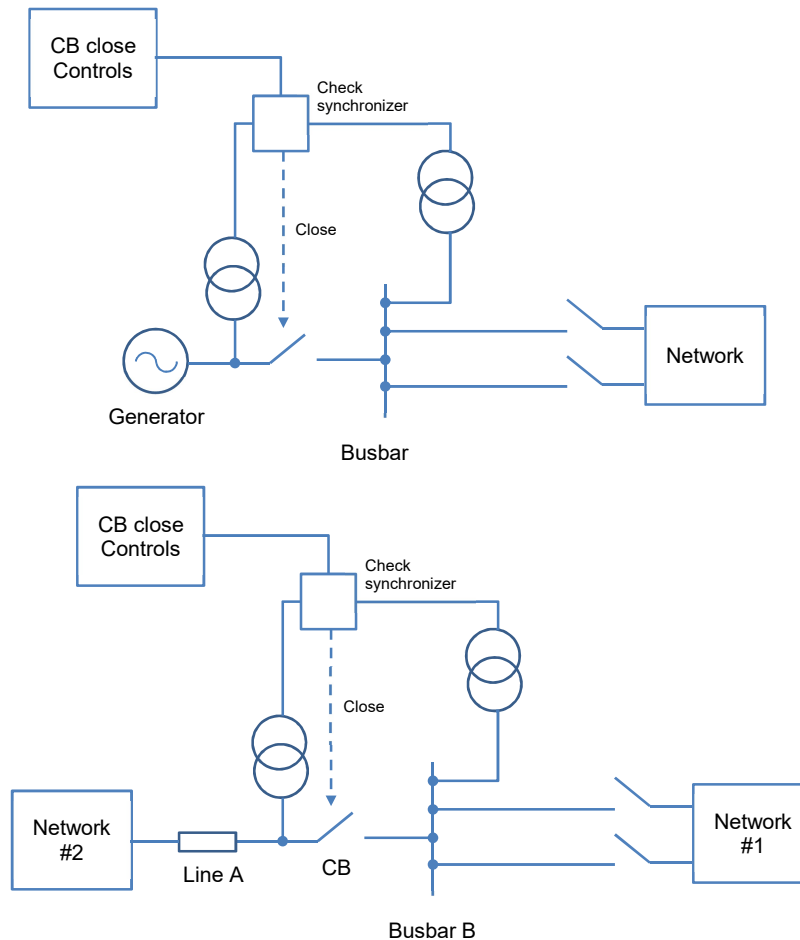 CB close
Controls
Check
synchronizer
Close
Generator
Network
Busbar
CB close
Controls
Check
synchronizer
Close
Network
#2
Line A
CB
Network
#1
Busbar B